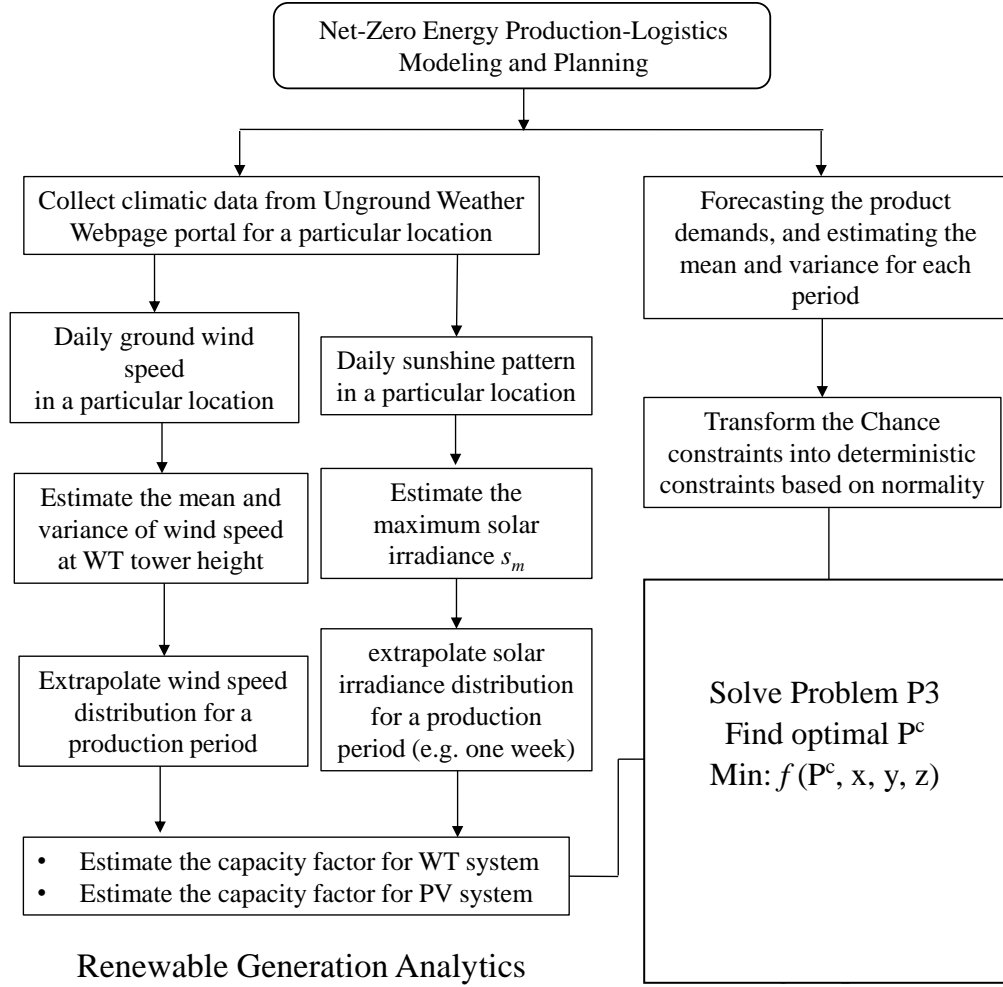 Net-Zero Energy Production-Logistics
Modeling and Planning
Collect climatic data from Unground Weather
Webpage portal for a particular location
Daily ground wind
speed
in a particular location
Estimate the mean and
variance of wind speed
at WT tower height
Extrapolate wind speed
distribution for a
production period
Daily sunshine pattern
in a particular location
Estimate the
maximum solar
irradiance sₘ
extrapolate solar
irradiance distribution
for a production
period (e.g. one week)
• Estimate the capacity factor for WT system
• Estimate the capacity factor for PV system
Renewable Generation Analytics
Forecasting the product
demands, and estimating the
mean and variance for each
period
Transform the Chance
constraints into deterministic
constraints based on normality
Solve Problem P3
Find optimal Pᶜ
Min: f (Pᶜ, x, y, z)